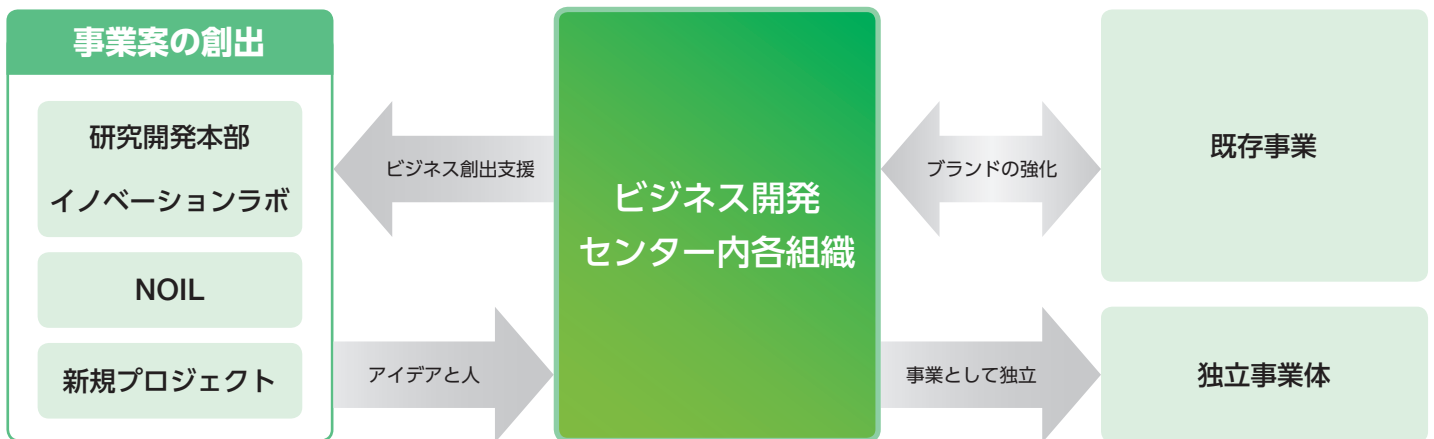 事業案の創出
研究開発本部
イノベーションラボ
NOIL
新規プロジェクト
ビジネス創出支援
アイデアと人
ビジネス開発
センター内各組織
ブランドの強化
事業として独立
既存事業
独立事業体